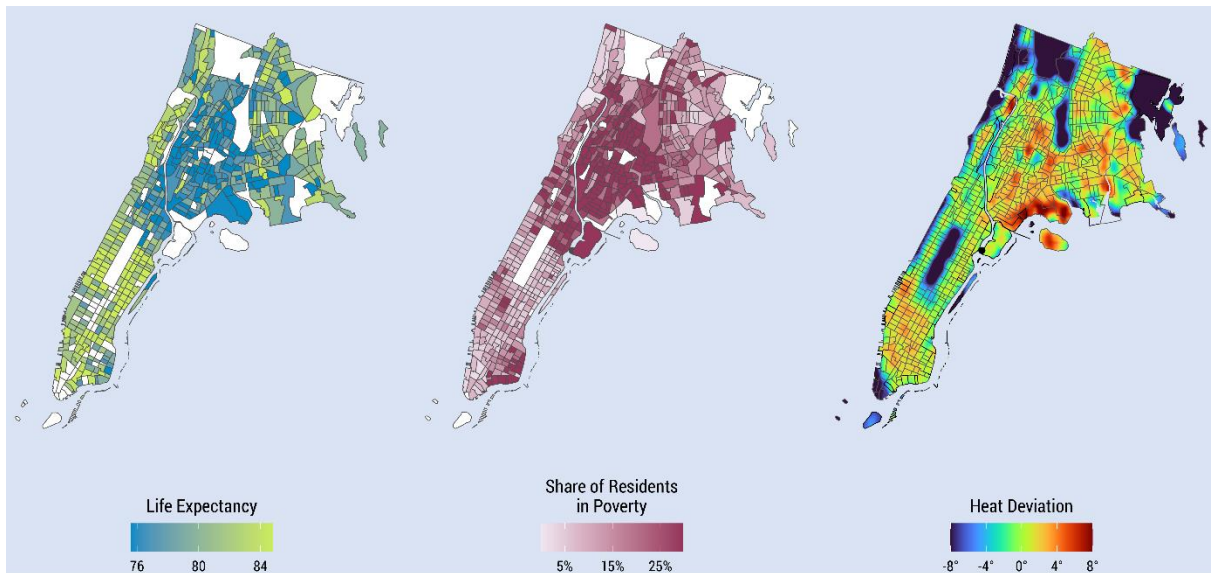 Life Expectancy
76 80 84
Share of Residents
in Poverty
5% 15% 25%
Heat Deviation
-8° -4° 0° 4° 8°